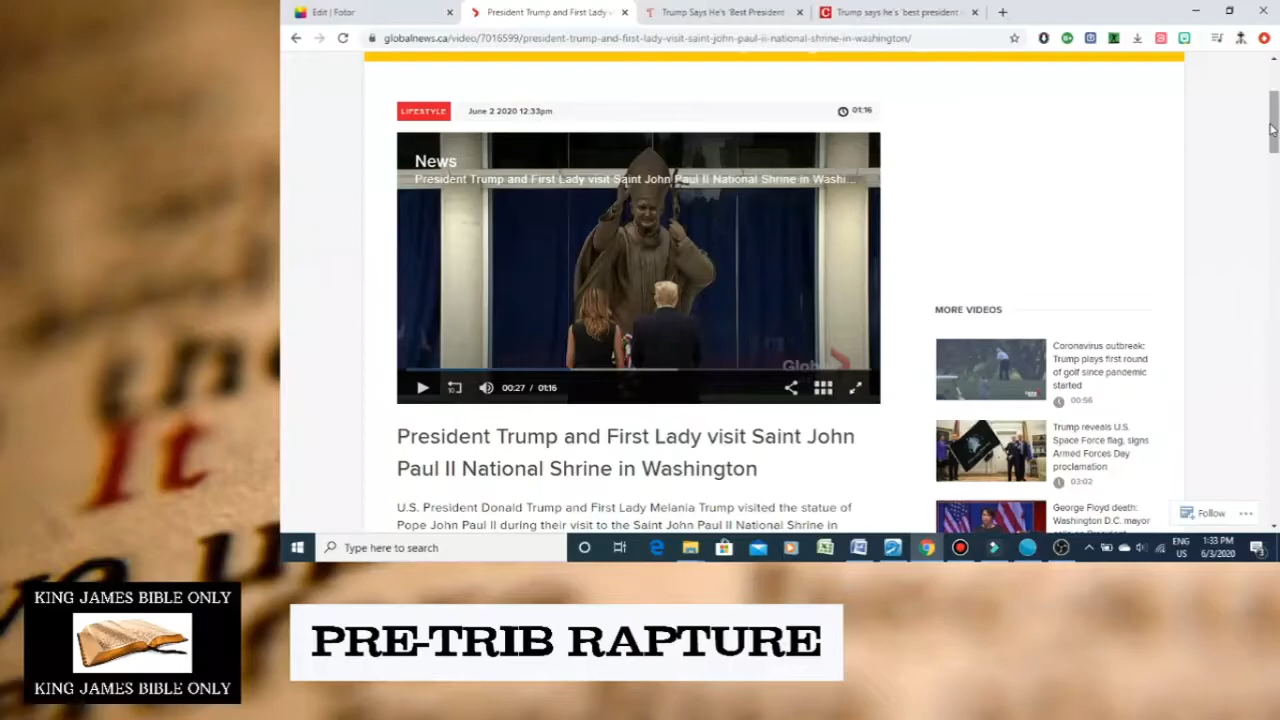 Edit | Fotor
President Trump and First Lady v
Trump Says He's 'Best President
Trump says he's 'best president
globalnews.ca/video/7016599/president-trump-and-first-lady-visit-saint-john-paul-ii-national-shrine-in-washington/
LIFESTYLE
June 2 2020 12:33pm
01:16
News
President Trump and First Lady visit Saint John Paul II National Shrine in Washi...
00:27 / 01:16
President Trump and First Lady visit Saint John
Paul II National Shrine in Washington
U.S. President Donald Trump and First Lady Melania Trump visited the statue of
Pope John Paul II during their visit to the Saint John Paul II National Shrine in
MORE VIDEOS
Coronavirus outbreak:
Trump plays first round
of golf since pandemic
started
00:56
Trump reveals U.S.
Space Force flag, signs
Armed Forces Day
proclamation
03:02
George Floyd death:
Washington D.C. mayor
Follow
Type here to search
ENG
US
1:33 PM
6/3/2020
It
KING JAMES BIBLE ONLY
KING JAMES BIBLE ONLY
PRE-TRIB RAPTURE